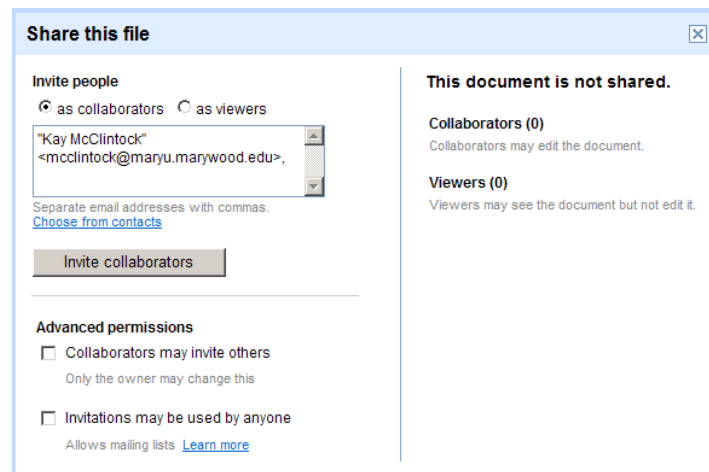 Share this file
Invite people
as collaborators as viewers
"Kay McClintock"
<mcclintock@maryu.marywood.edu>,
Separate email addresses with commas.
Choose from contacts
Invite collaborators
Advanced permissions
Collaborators may invite others
Only the owner may change this
Invitations may be used by anyone
Allows mailing lists Learn more
This document is not shared.
Collaborators (0)
Collaborators may edit the document.
Viewers (0)
Viewers may see the document but not edit it.